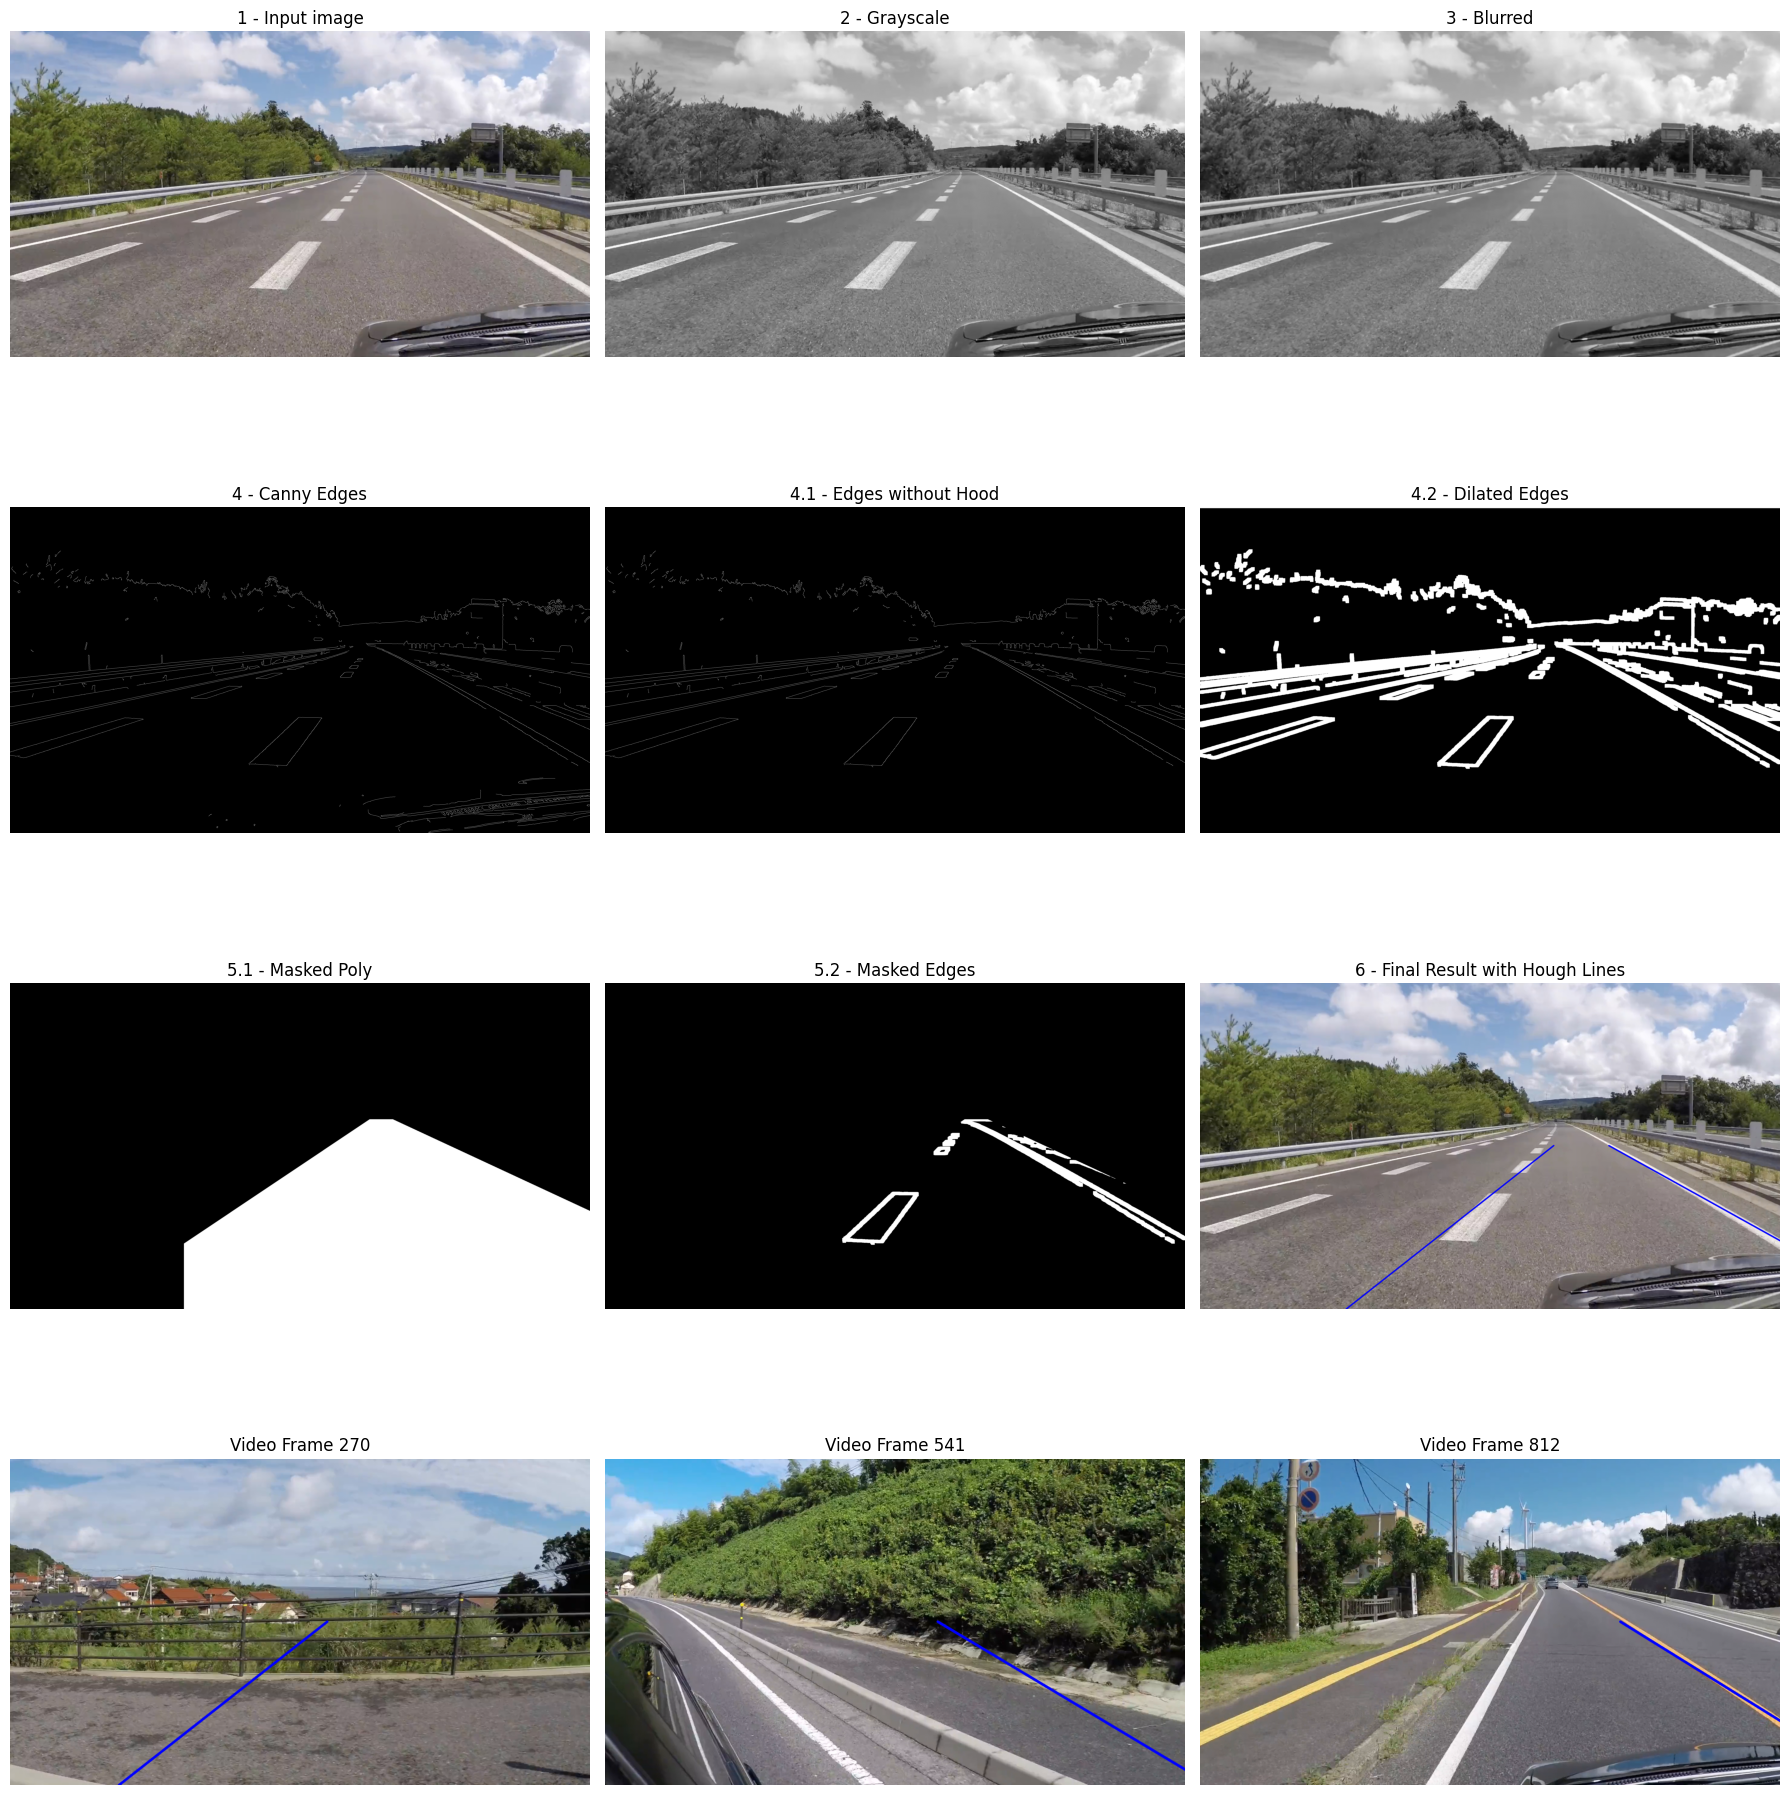 1 - Input image
2 - Grayscale
3 - Blurred
4 - Canny Edges
4.1 - Edges without Hood
4.2 - Dilated Edges
5.1 - Masked Poly
5.2 - Masked Edges
6 - Final Result with Hough Lines
Video Frame 270
Video Frame 541
Video Frame 812